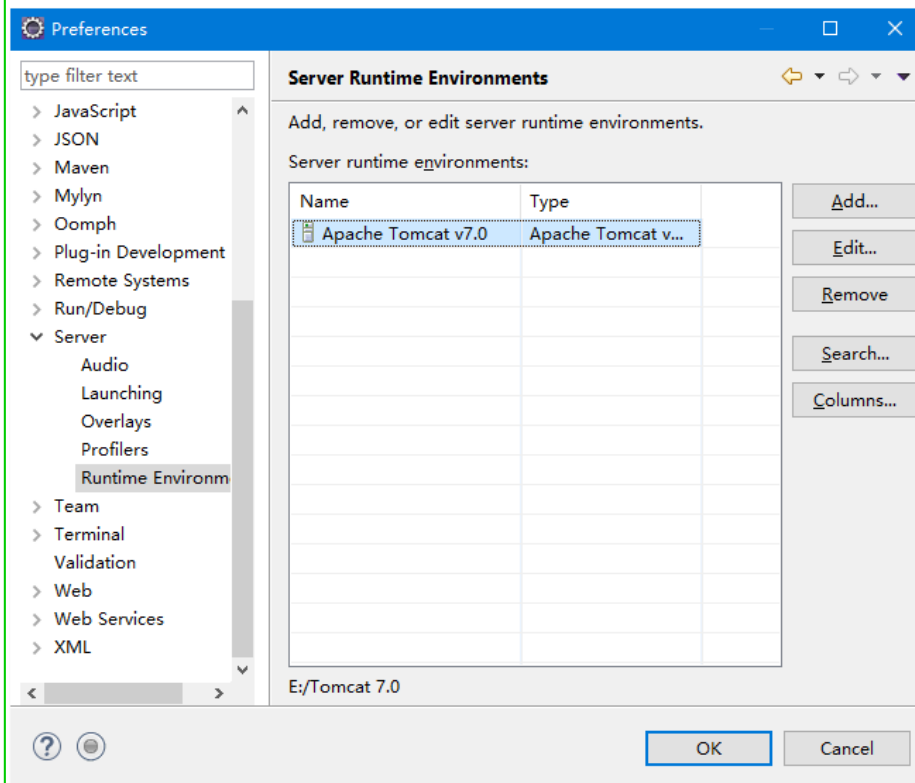 Preferences
type filter text
JavaScript
JSON
Maven
Mylyn
Oomph
Plug-in Development
Remote Systems
Run/Debug
Server
Audio
Launching
Overlays
Profilers
Runtime Environm
Team
Terminal
Validation
Web
Web Services
XML
Server Runtime Environments
Add, remove, or edit server runtime environments.
Server runtime environments:
Name Type
Apache Tomcat v7.0 Apache Tomcat v...
Add...
Edit...
Remove
Search...
Columns...
E:/Tomcat 7.0
?
OK Cancel